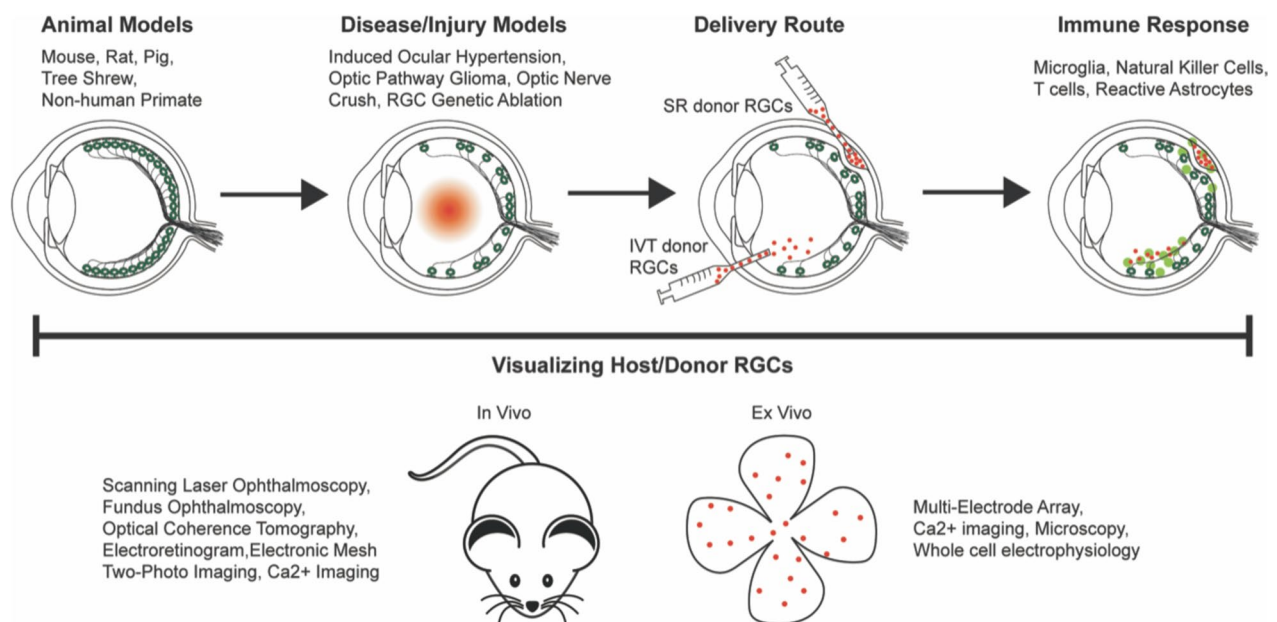 Animal Models
Mouse, Rat, Pig,
Tree Shrew,
Non-human Primate
Disease/Injury Models
Induced Ocular Hypertension,
Optic Pathway Glioma, Optic Nerve
Crush, RGC Genetic Ablation
Delivery Route
SR donor RGCs
IVT donor
RGCs
Immune Response
Microglia, Natural Killer Cells,
T cells, Reactive Astrocytes
Visualizing Host/Donor RGCs
In Vivo
Scanning Laser Ophthalmoscopy,
Fundus Ophthalmoscopy,
Optical Coherence Tomography,
Electroretinogram,Electronic Mesh
Two-Photo Imaging, Ca2+ Imaging
Ex Vivo
Multi-Electrode Array,
Ca2+ imaging, Microscopy,
Whole cell electrophysiology